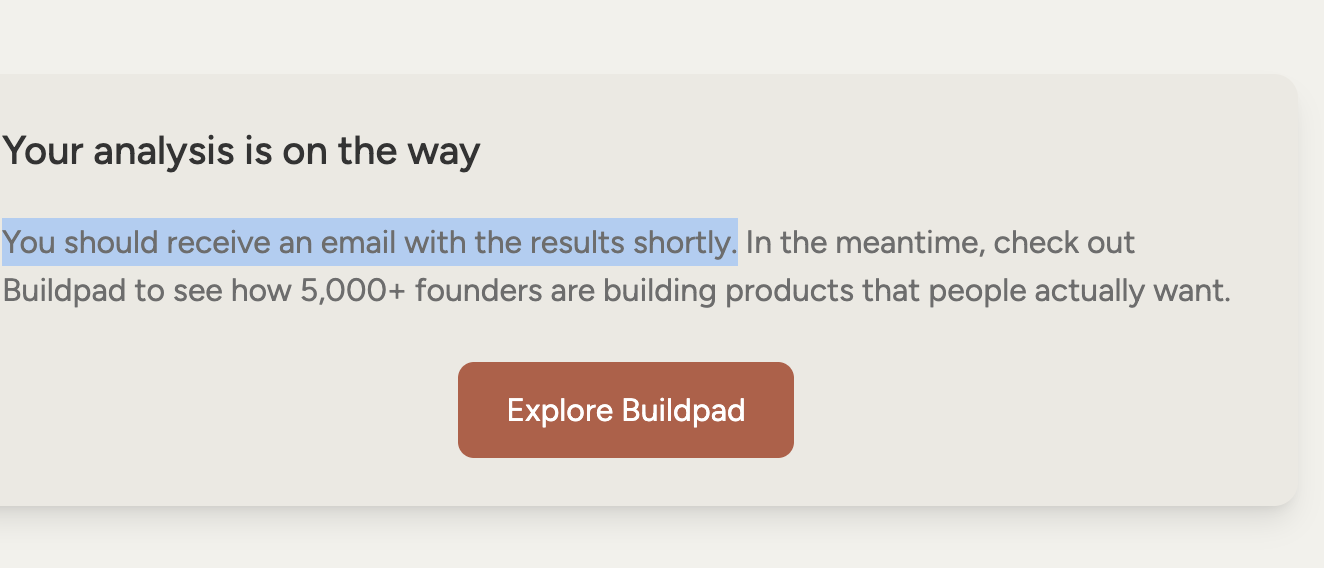 Your analysis is on the way
You should receive an email with the results shortly. In the meantime, check out
Buildpad to see how 5,000+ founders are building products that people actually want.
Explore Buildpad